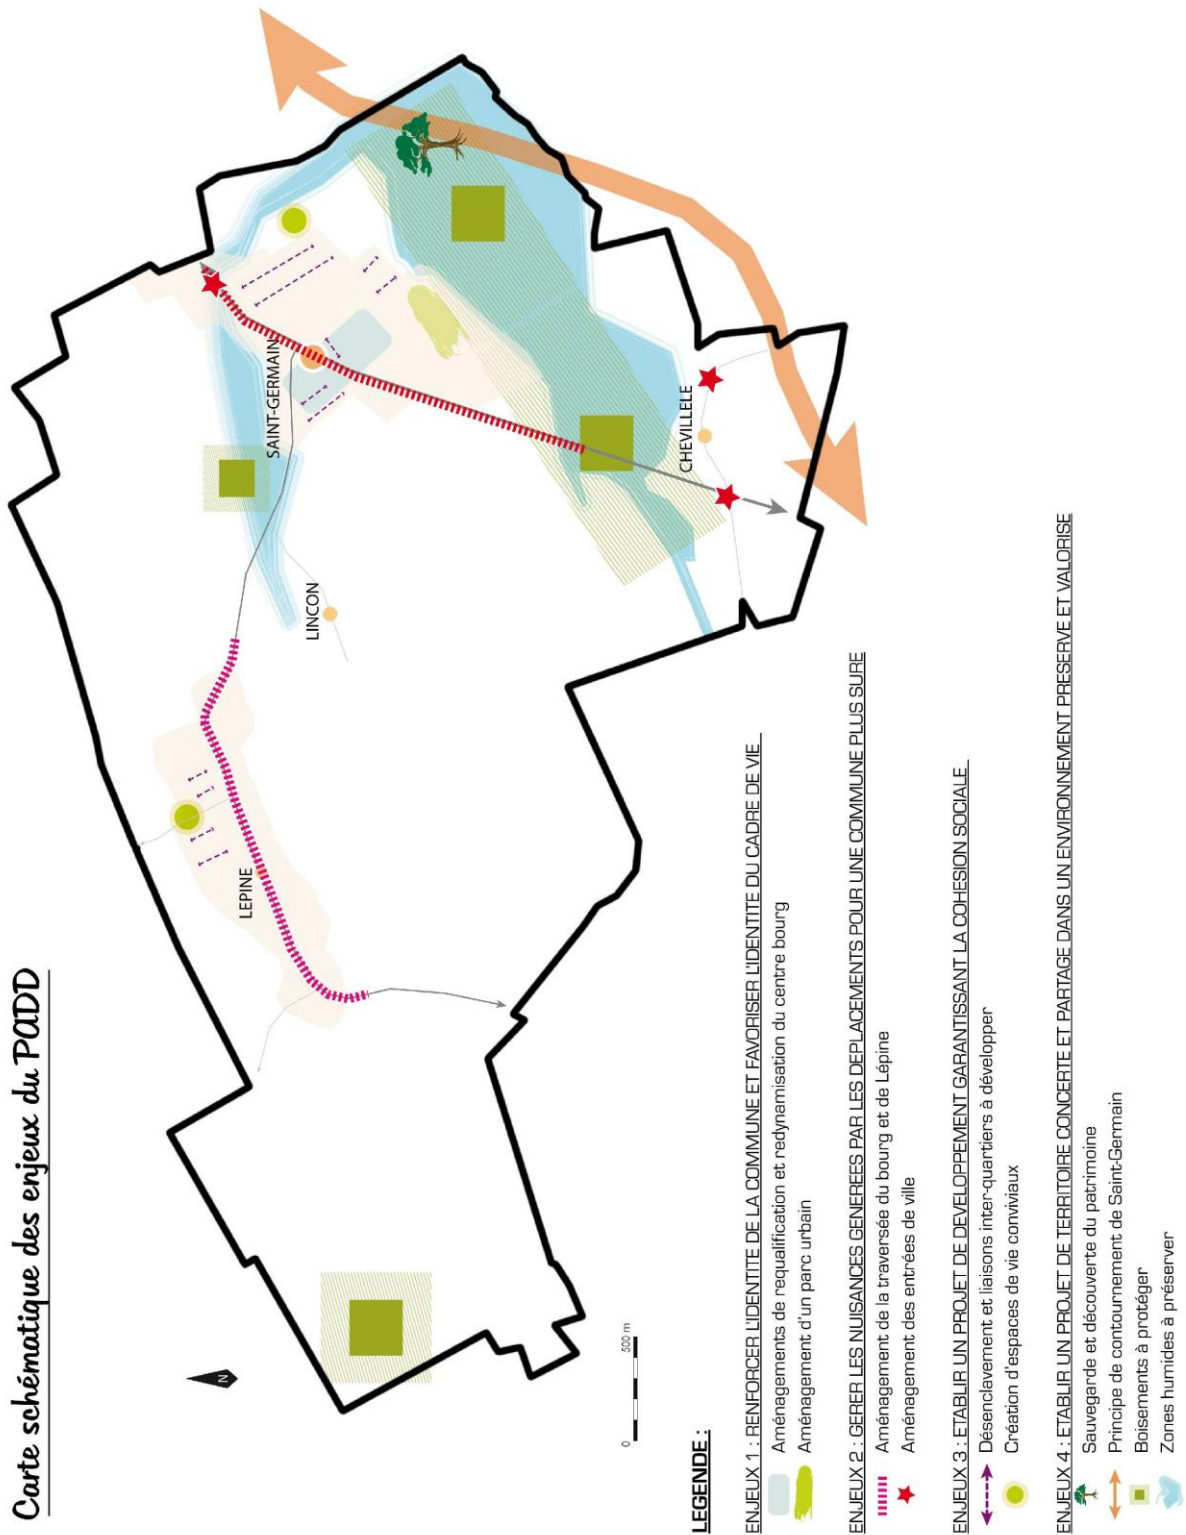 Carte schématique des enjeux du PADD
N
SAINT-GERMAIN
LINCON
LEPINE
CHEVILLELE
0 500 m
LEGENDE :
ENJEUX 1 : RENFORCER L'IDENTITE DE LA COMMUNE ET FAVORISER L'IDENTITE DU CADRE DE VIE
Aménagements de requalification et redynamisation du centre bourg
Aménagement d'un parc urbain
ENJEUX 2 : GERER LES NUISANCES GENEREES PAR LES DEPLACEMENTS POUR UNE COMMUNE PLUS SURE
Aménagement de la traversée du bourg et de Lépine
Aménagement des entrées de ville
ENJEUX 3 : ETABLIR UN PROJET DE DEVELOPPEMENT GARANTISSANT LA COHESION SOCIALE
Désenclavement et liaisons inter-quartiers à développer
Création d'espaces de vie conviviaux
ENJEUX 4 : ETABLIR UN PROJET DE TERRITOIRE CONCERTE ET PARTAGE DANS UN ENVIRONNEMENT PRESERVE ET VALORISE
Sauvegarde et découverte du patrimoine
Principe de contournement de Saint-Germain
Boisements à protéger
Zones humides à préserver